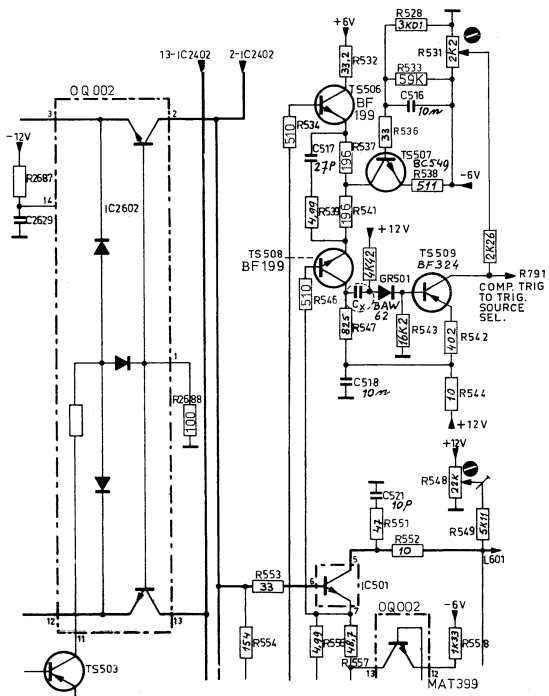 13-IC2402
2-IC2402
+6V
R528
3K01
R531
2K2
R532
33,2
R533
59K
TS506
BF
199
C516
10n
OQ002
3
2
R534
510
R536
33
C517
27P
R537
196
TS507
BC549
R538
511
-6V
-12V
R2687
14
C2629
IC2602
R539
4,99
R541
196
+12V
4K42
TS508
BF199
TS509
BF324
2K26
R791
COMP. TRIG
TO TRIG.
SOURCE
SEL.
R546
510
Cx
GR501
BAW
62
R547
825
R543
16K2
R542
402
1
R2688
100
C518
10n
R544
10
+12V
+12V
R548
22K
C521
10p
R551
47
R549
5K11
R552
10
L601
5
R553
33
6
IC501
7
OQ002
-6V
12
13
11
R554
154
4,99
R557
48,7
13
12
1K33
R558
TS503
MAT399